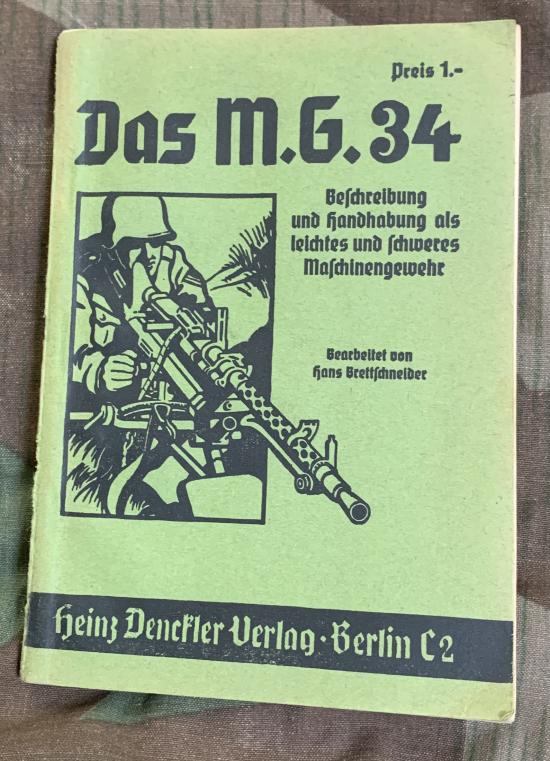 Preis 1.-
Das M.G.34
Beſchreibung
und Handhabung als
leichtes und ſchweres
Maſchinengewehr
Bearbeitet von
Hans Brettſchneider
Heinz Denckler Verlag · Berlin C2